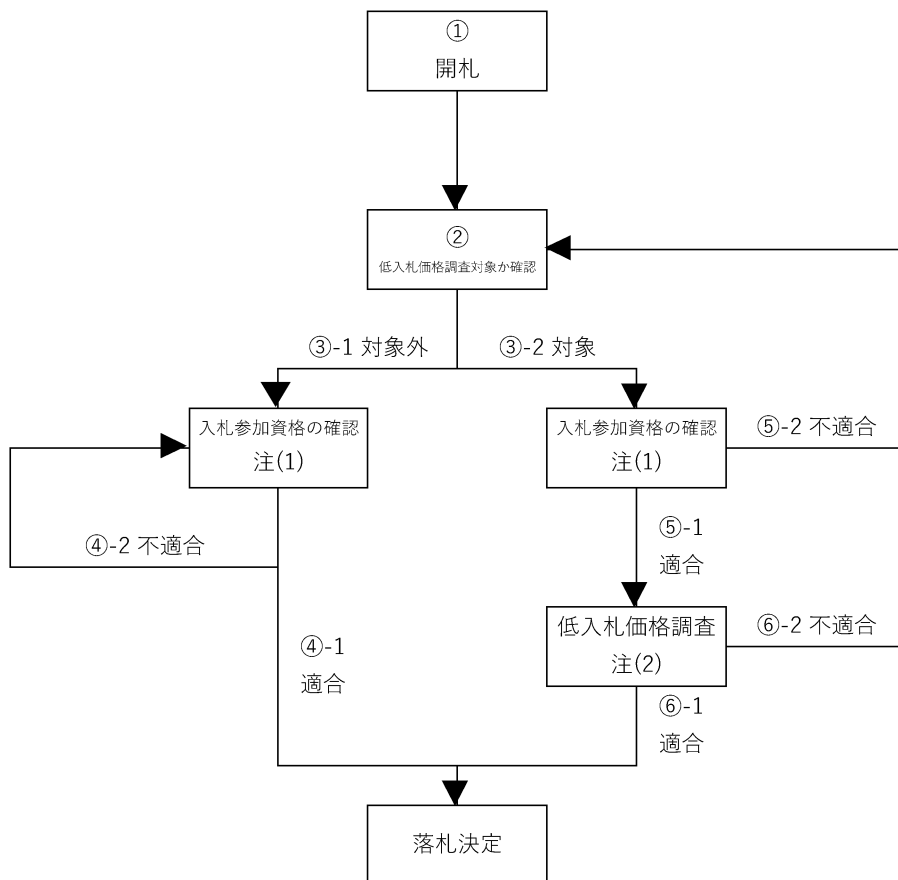 ①
開札
②
低入札価格調査対象か確認
③-1 対象外
③-2 対象
入札参加資格の確認
注(1)
入札参加資格の確認
注(1)
⑤-2 不適合
④-2 不適合
⑤-1
適合
低入札価格調査
注(2)
⑥-2 不適合
④-1
適合
⑥-1
適合
落札決定